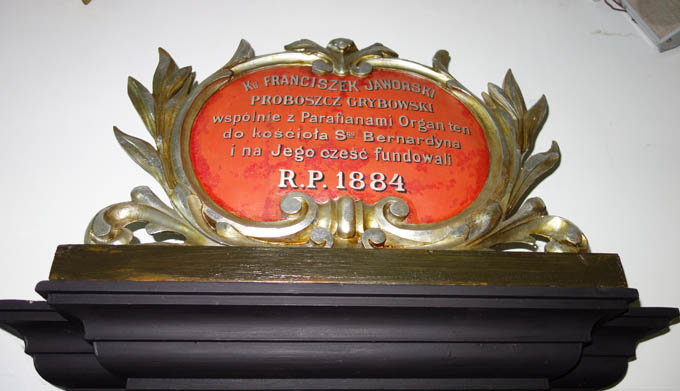 Ks. FRANCISZEK JAWORSKI
PROBOSZCZ GRYBOWSKI
wspólnie z Parafianami Organ ten
do kościoła Sgo Bernardyna
i na Jego cześć fundowali
R.P. 1884